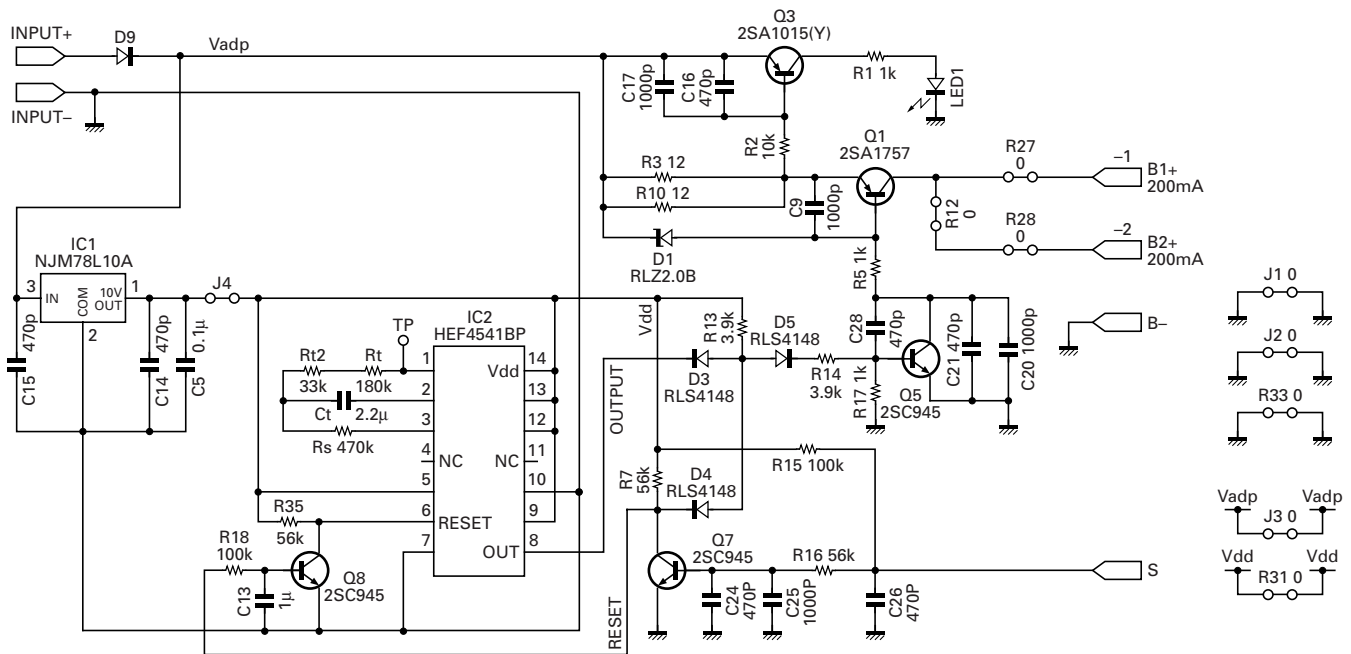 INPUT+
D9
Vadp
INPUT–
C17
1000p
C16
470p
Q3
2SA1015(Y)
R1 1k
LED1
R2
10k
Q1
2SA1757
R3 12
R10 12
C9
1000p
D1
RLZ2.0B
R5 1k
R27
0
–1
B1+
200mA
R12
0
R28
0
–2
B2+
200mA
IC1
NJM78L10A
3
IN
COM
10V
OUT
1
2
J4
C15
470p
C14
470p
C5
0.1µ
TP
IC2
HEF4541BP
Rt2
33k
Rt
180k
Ct
2.2µ
Rs 470k
1
2
3
4
NC
5
6
RESET
7
Vdd
14
13
12
NC
11
10
9
OUT
8
OUTPUT
Vdd
R13
3.9k
D5
RLS4148
D3
RLS4148
R14
3.9k
C28
470p
R17 1k
Q5
2SC945
C21 470p
C20 1000p
B–
R15 100k
R7
56k
D4
RLS4148
R35
56k
R18
100k
C13
1µ
Q8
2SC945
RESET
Q7
2SC945
C24
470P
C25
1000P
R16 56k
C26
470P
S
J1 0
J2 0
R33 0
Vadp
Vadp
J3 0
Vdd
Vdd
R31 0